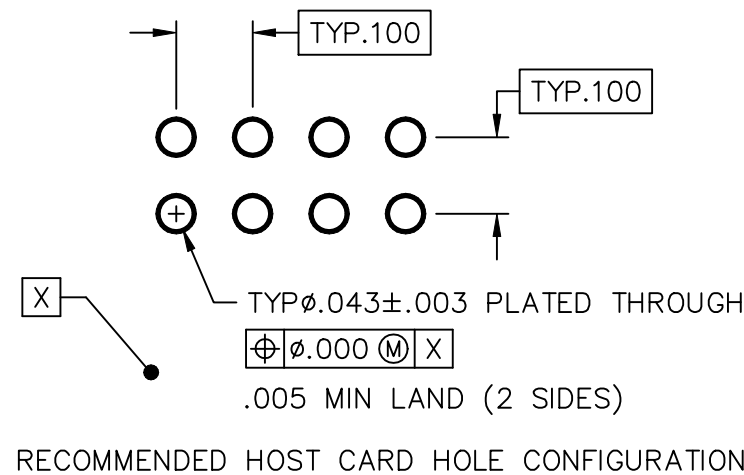 TYP.100
TYP.100
X
TYP⌀.043±.003 PLATED THROUGH
⌖ ⌀.000 Ⓜ X
.005 MIN LAND (2 SIDES)
RECOMMENDED HOST CARD HOLE CONFIGURATION